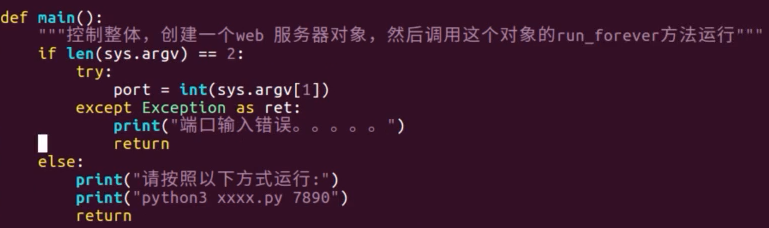 def main():
    """控制整体，创建一个web 服务器对象，然后调用这个对象的run_forever方法运行"""
    if len(sys.argv) == 2:
        try:
            port = int(sys.argv[1])
        except Exception as ret:
            print("端口输入错误。。。。。")
            return
    else:
        print("请按照以下方式运行:")
        print("python3 xxxx.py 7890")
        return